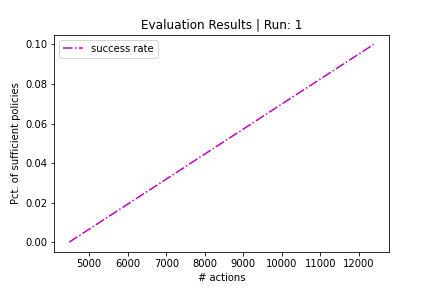 Evaluation Results | Run: 1
success rate
0.10
0.08
0.06
0.04
0.02
0.00
Pct. of sufficient policies
5000 6000 7000 8000 9000 10000 11000 12000
# actions